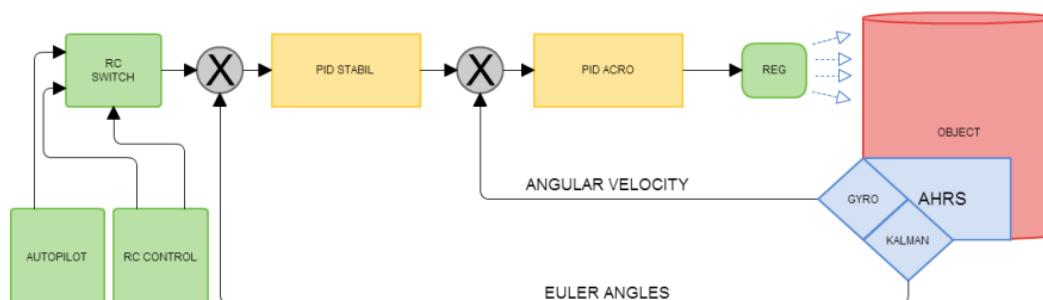 RC
SWITCH
X
PID STABIL
X
PID ACRO
REG
OBJECT
ANGULAR VELOCITY
GYRO
AHRS
KALMAN
AUTOPILOT
RC CONTROL
EULER ANGLES